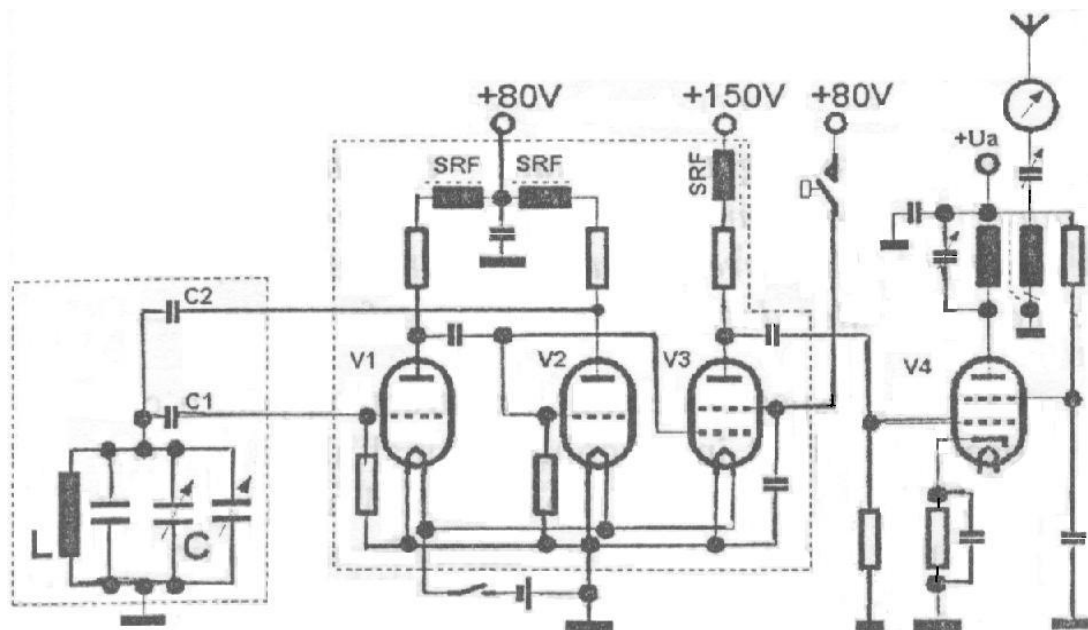 +80V +150V +80V
+Ua
SRF SRF SRF
C2
V1 V2 V3 V4
C1
L C